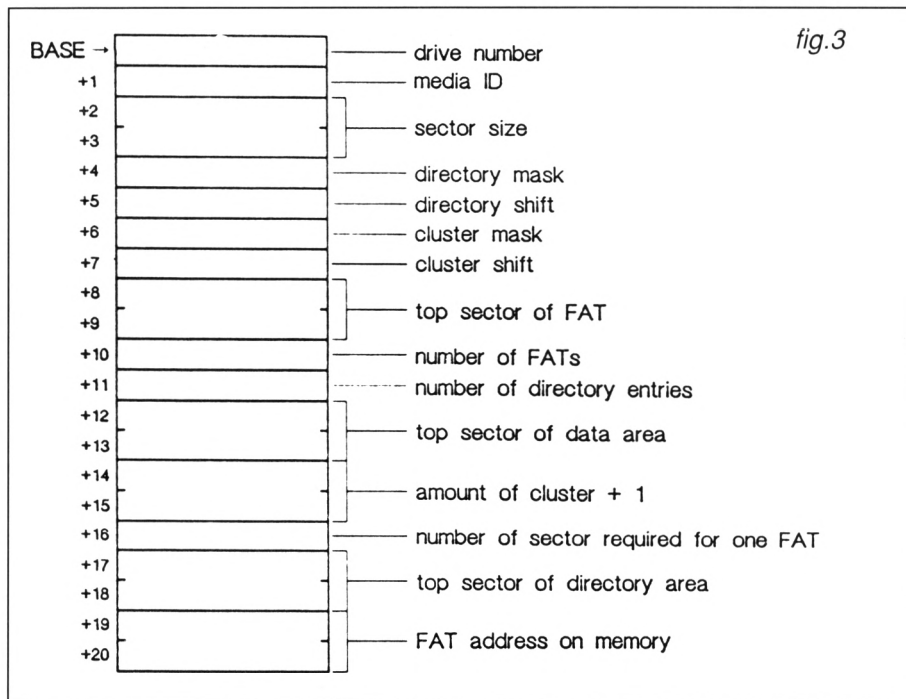 fig.3
BASE → drive number
+1 media ID
+2
+3
sector size
+4 directory mask
+5 directory shift
+6 cluster mask
+7 cluster shift
+8
+9
top sector of FAT
+10 number of FATs
+11 number of directory entries
+12
+13
top sector of data area
+14
+15
amount of cluster + 1
+16 number of sector required for one FAT
+17
+18
top sector of directory area
+19
+20
FAT address on memory